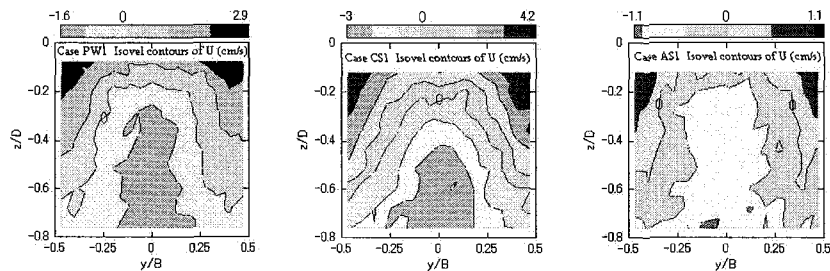 -1.6 0 2.9
Case PW1 Isovel contours of U (cm/s)
0
-0.2
-0.4
-0.6
-0.8
z/D
0
-0.5 -0.25 0 0.25 0.5
y/B
-3 0 4.2
Case CS1 Isovel contours of U (cm/s)
0
-0.2
-0.4
-0.6
-0.8
z/D
0
-0.5 -0.25 0 0.25 0.5
y/B
-1.1 0 1.1
Case AS1 Isovel contours of U (cm/s)
0
-0.2
-0.4
-0.6
-0.8
z/D
0 0
-0.5 -0.25 0 0.25 0.5
y/B